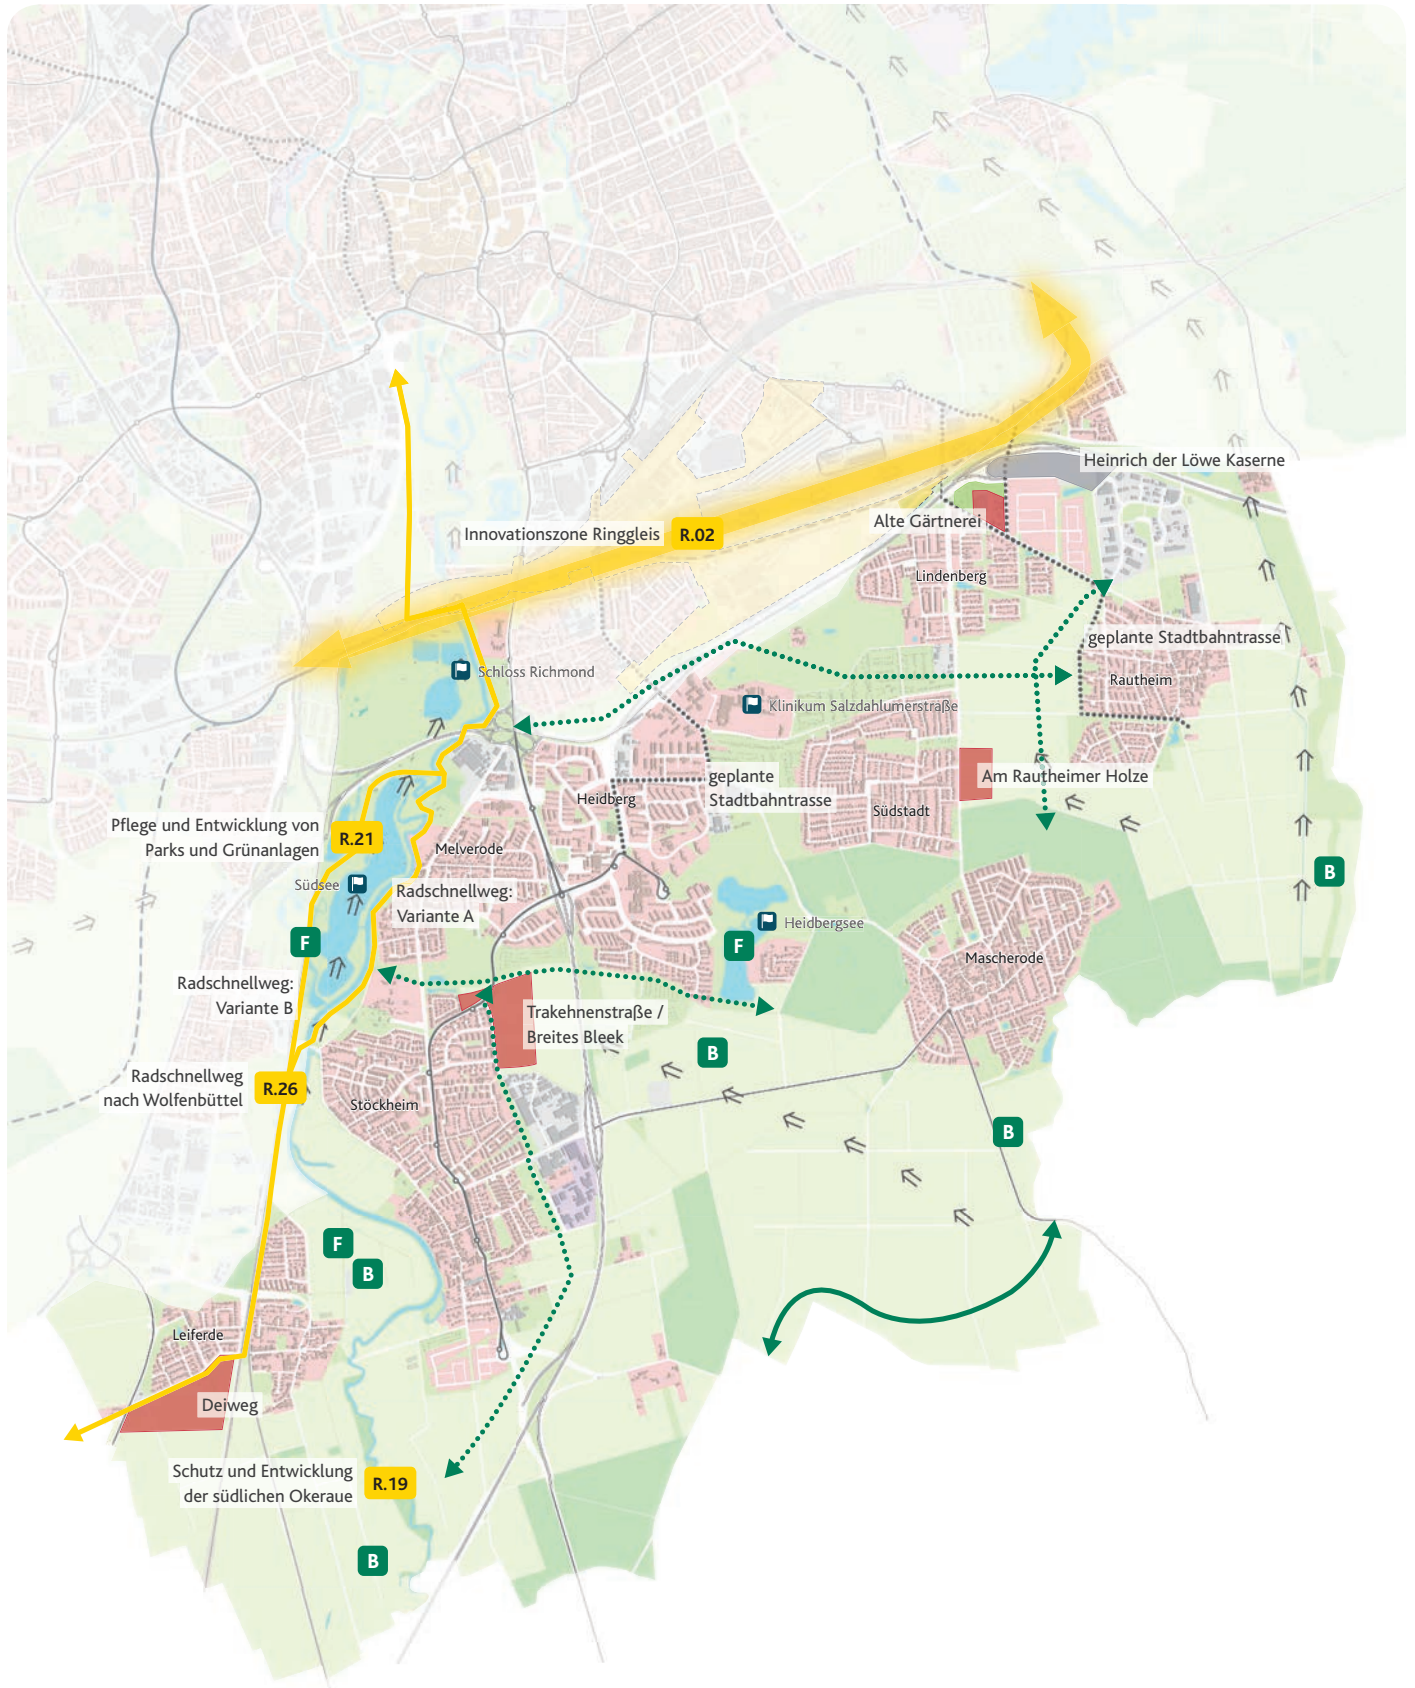 Heinrich der Löwe Kaserne
Alte Gärtnerei
Innovationszone Ringgleis
R.02
Lindenberg
geplante Stadtbahntrasse
Schloss Richmond
Rautheim
Klinikum Salzdahlumerstraße
geplante
Stadtbahntrasse
Am Rautheimer Holze
Heidberg
Südstadt
Pflege und Entwicklung von
Parks und Grünanlagen
R.21
Melverode
B
Südsee
Radschnellweg:
Variante A
Heidbergsee
F
F
Mascherode
Radschnellweg:
Variante B
Trakehnenstraße /
Breites Bleek
B
Radschnellweg
nach Wolfenbüttel
R.26
Stöckheim
B
F
B
Leiferde
Deiweg
Schutz und Entwicklung
der südlichen Okeraue
R.19
B